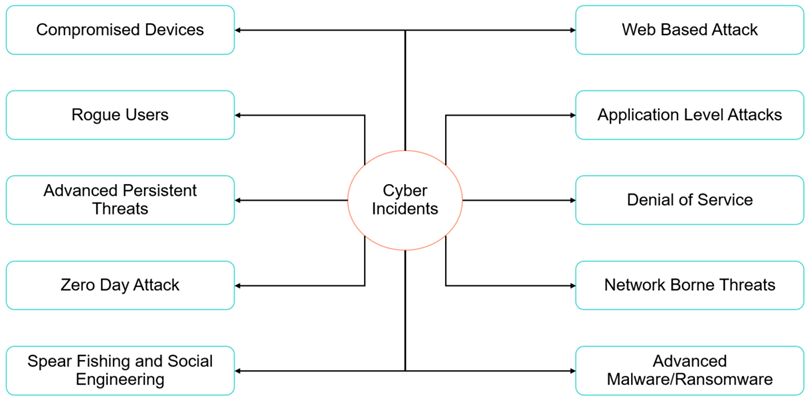 Compromised Devices
Web Based Attack
Rogue Users
Application Level Attacks
Advanced Persistent
Threats
Cyber
Incidents
Denial of Service
Zero Day Attack
Network Borne Threats
Spear Fishing and Social
Engineering
Advanced
Malware/Ransomware